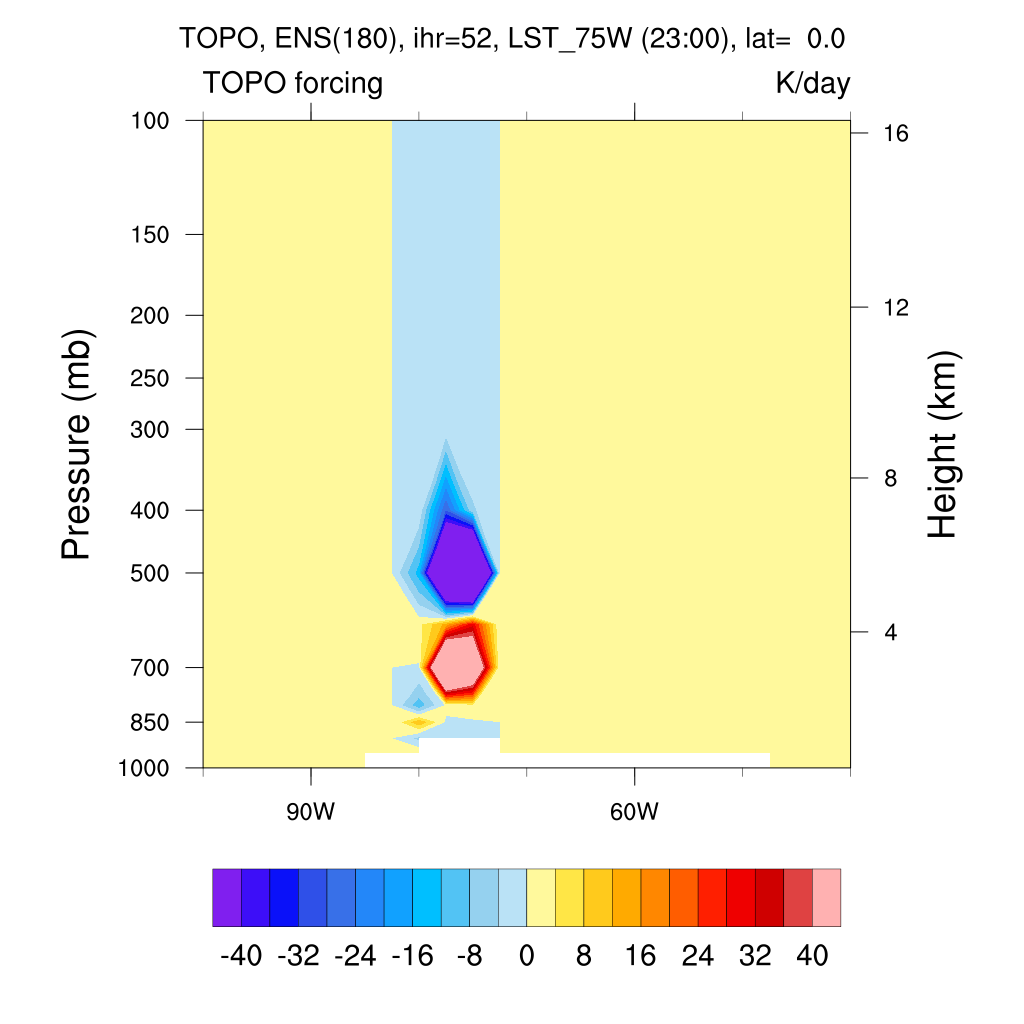 TOPO, ENS(180), ihr=52, LST_75W (23:00), lat=  0.0
TOPO forcing K/day
100
150
200
250
300
400
500
700
850
1000
Pressure (mb)
16
12
8
4
Height (km)
90W 60W
-40 -32 -24 -16 -8 0 8 16 24 32 40